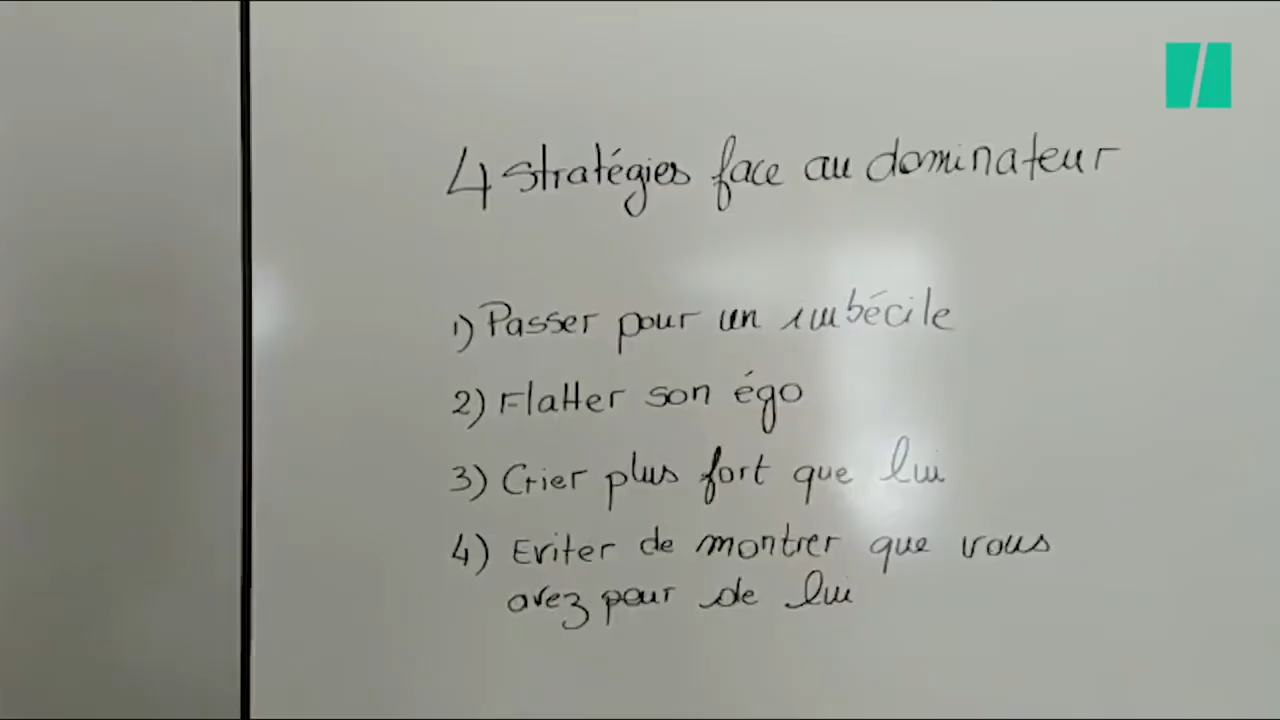 4 stratégies face au dominateur
1) Passer pour un imbécile
2) Flatter son égo
3) Crier plus fort que lui
4) Eviter de montrer que vous
avez peur de lui